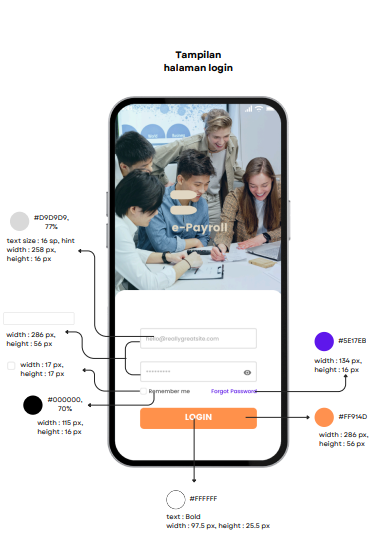 Tampilan
halaman login
e-Payroll
#D9D9D9,
77%
text size : 16 sp, hint
width : 258 px,
height : 16 px
hello@reallygreatsite.com
width : 286 px,
height : 56 px
*********
width : 17 px,
height : 17 px
Remember me
Forgot Password
#5E17EB
width : 134 px,
height : 16 px
#000000,
70%
width : 115 px,
height : 16 px
LOGIN
#FF914D
width : 286 px,
height : 56 px
#FFFFFF
text : Bold
width : 97.5 px, height : 25.5 px